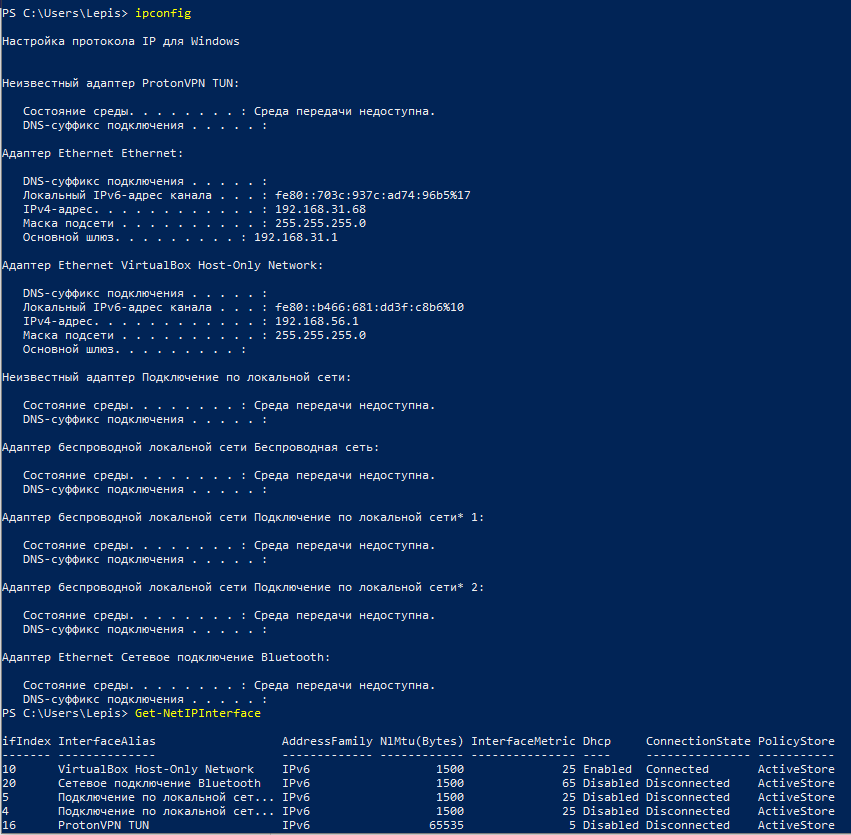 PS C:\Users\Lepis> ipconfig
Настройка протокола IP для Windows
Неизвестный адаптер ProtonVPN TUN:
Состояние среды. . . . . . . . : Среда передачи недоступна.
DNS-суффикс подключения . . . . . :
Адаптер Ethernet Ethernet:
DNS-суффикс подключения . . . . . :
Локальный IPv6-адрес канала . . . : fe80::703c:937c:ad74:96b5%17
IPv4-адрес. . . . . . . . . . . . : 192.168.31.68
Маска подсети . . . . . . . . . . : 255.255.255.0
Основной шлюз. . . . . . . . . : 192.168.31.1
Адаптер Ethernet VirtualBox Host-Only Network:
DNS-суффикс подключения . . . . . :
Локальный IPv6-адрес канала . . . : fe80::b466:681:dd3f:c8b6%10
IPv4-адрес. . . . . . . . . . . . : 192.168.56.1
Маска подсети . . . . . . . . . . : 255.255.255.0
Основной шлюз. . . . . . . . . :
Неизвестный адаптер Подключение по локальной сети:
Состояние среды. . . . . . . . : Среда передачи недоступна.
DNS-суффикс подключения . . . . . :
Адаптер беспроводной локальной сети Беспроводная сеть:
Состояние среды. . . . . . . . : Среда передачи недоступна.
DNS-суффикс подключения . . . . . :
Адаптер беспроводной локальной сети Подключение по локальной сети* 1:
Состояние среды. . . . . . . . : Среда передачи недоступна.
DNS-суффикс подключения . . . . . :
Адаптер беспроводной локальной сети Подключение по локальной сети* 2:
Состояние среды. . . . . . . . : Среда передачи недоступна.
DNS-суффикс подключения . . . . . :
Адаптер Ethernet Сетевое подключение Bluetooth:
Состояние среды. . . . . . . . : Среда передачи недоступна.
DNS-суффикс подключения . . . . . :
PS C:\Users\Lepis> Get-NetIPInterface
ifIndex InterfaceAlias AddressFamily NlMtu(Bytes) InterfaceMetric Dhcp ConnectionState PolicyStore
------- -------------- ------------- ------------ --------------- ---- --------------- -----------
10 VirtualBox Host-Only Network IPv6 1500 25 Enabled Connected ActiveStore
20 Сетевое подключение Bluetooth IPv6 1500 65 Disabled Disconnected ActiveStore
5 Подключение по локальной сет... IPv6 1500 25 Disabled Disconnected ActiveStore
4 Подключение по локальной сет... IPv6 1500 25 Disabled Disconnected ActiveStore
16 ProtonVPN TUN IPv6 65535 5 Disabled Disconnected ActiveStore